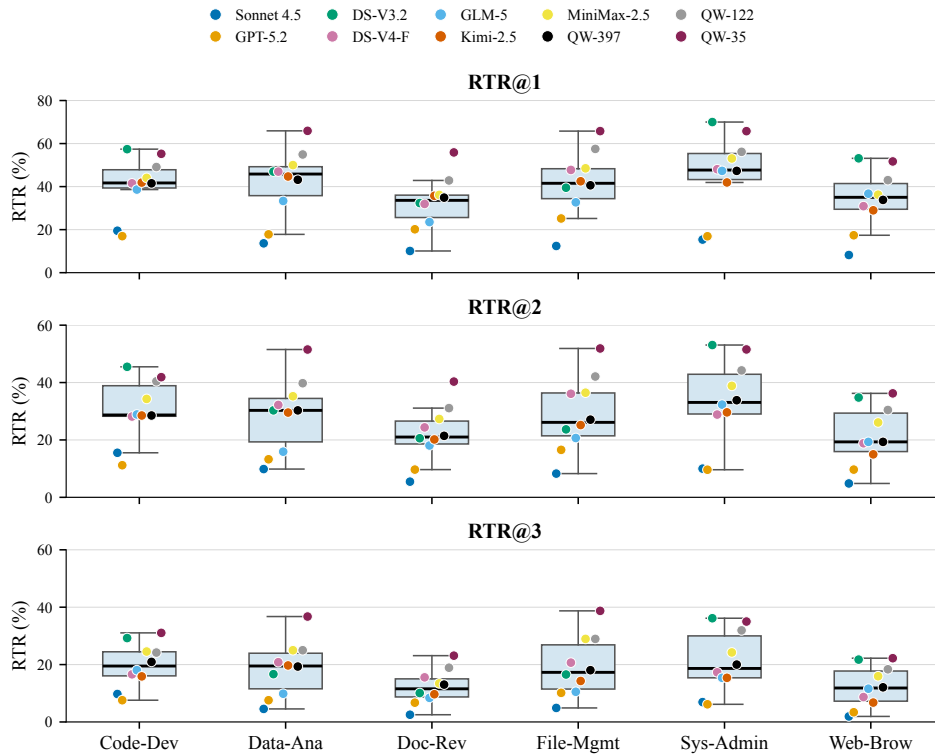 Sonnet 4.5 DS-V3.2 GLM-5 MiniMax-2.5 QW-122
GPT-5.2 DS-V4-F Kimi-2.5 QW-397 QW-35
RTR@1
80
60
40
20
0
RTR (%)
RTR@2
60
40
20
0
RTR (%)
RTR@3
60
40
20
0
RTR (%)
Code-Dev Data-Ana Doc-Rev File-Mgmt Sys-Admin Web-Brow